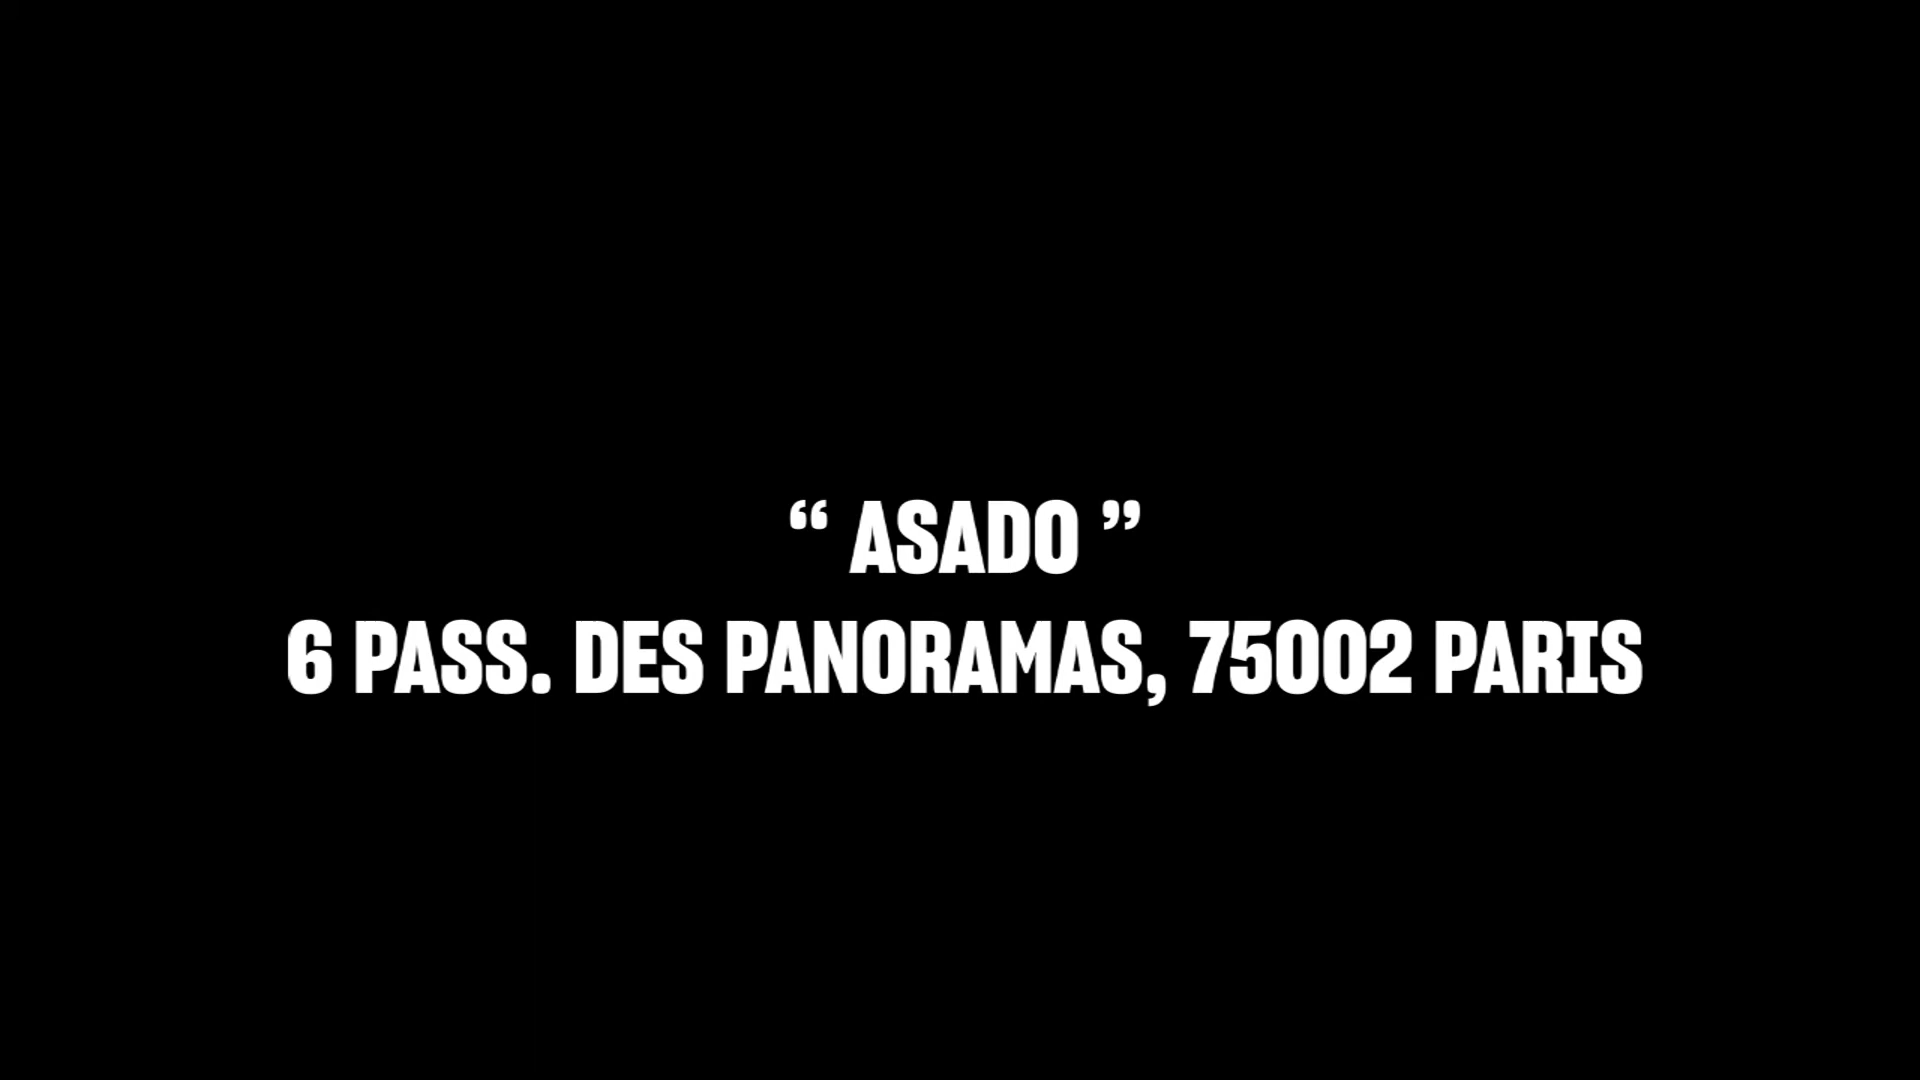 “ ASADO ”
6 PASS. DES PANORAMAS, 75002 PARIS